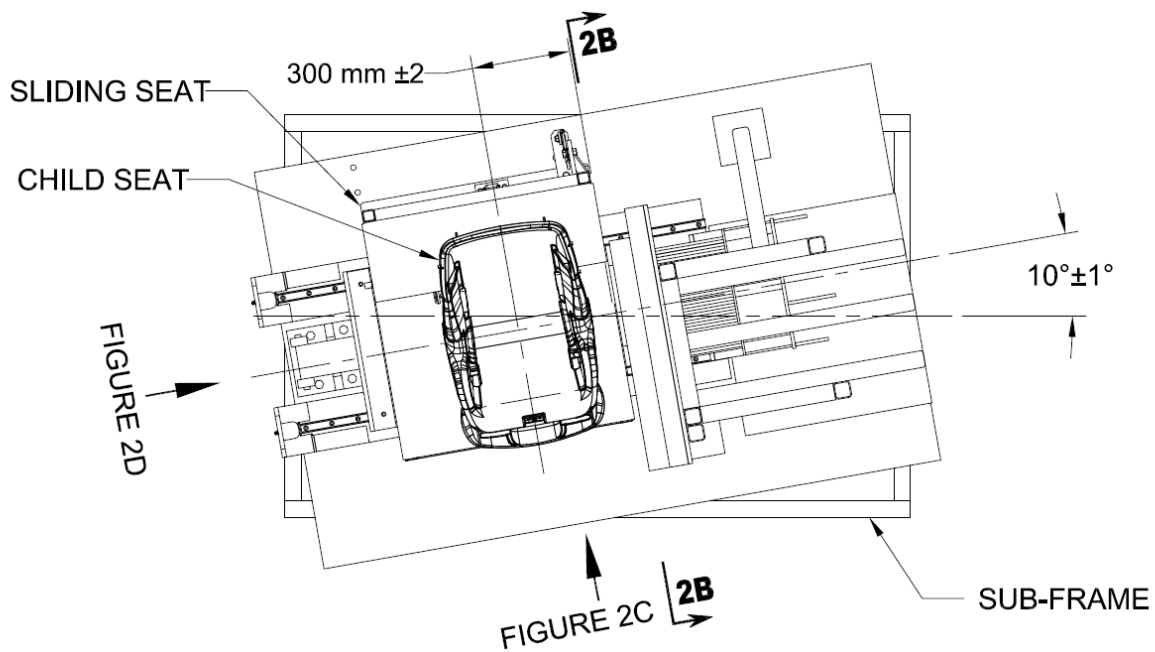 2B
300 mm ±2
SLIDING SEAT
CHILD SEAT
10°±1°
FIGURE 2D
2B
FIGURE 2C
SUB-FRAME